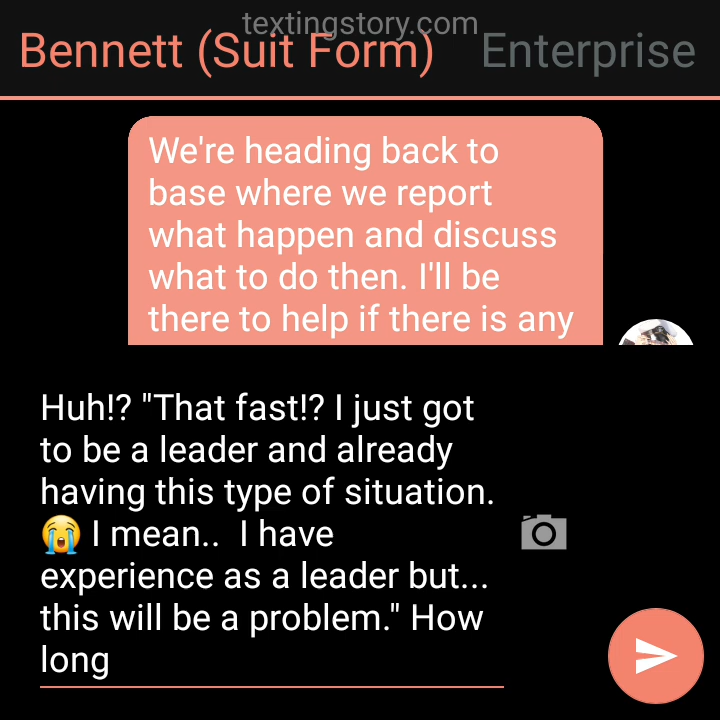 textingstory.com
Bennett (Suit Form) Enterprise
We're heading back to
base where we report
what happen and discuss
what to do then. I'll be
there to help if there is any
Huh!? "That fast!? I just got
to be a leader and already
having this type of situation.
😭 I mean..  I have
experience as a leader but...
this will be a problem." How
long